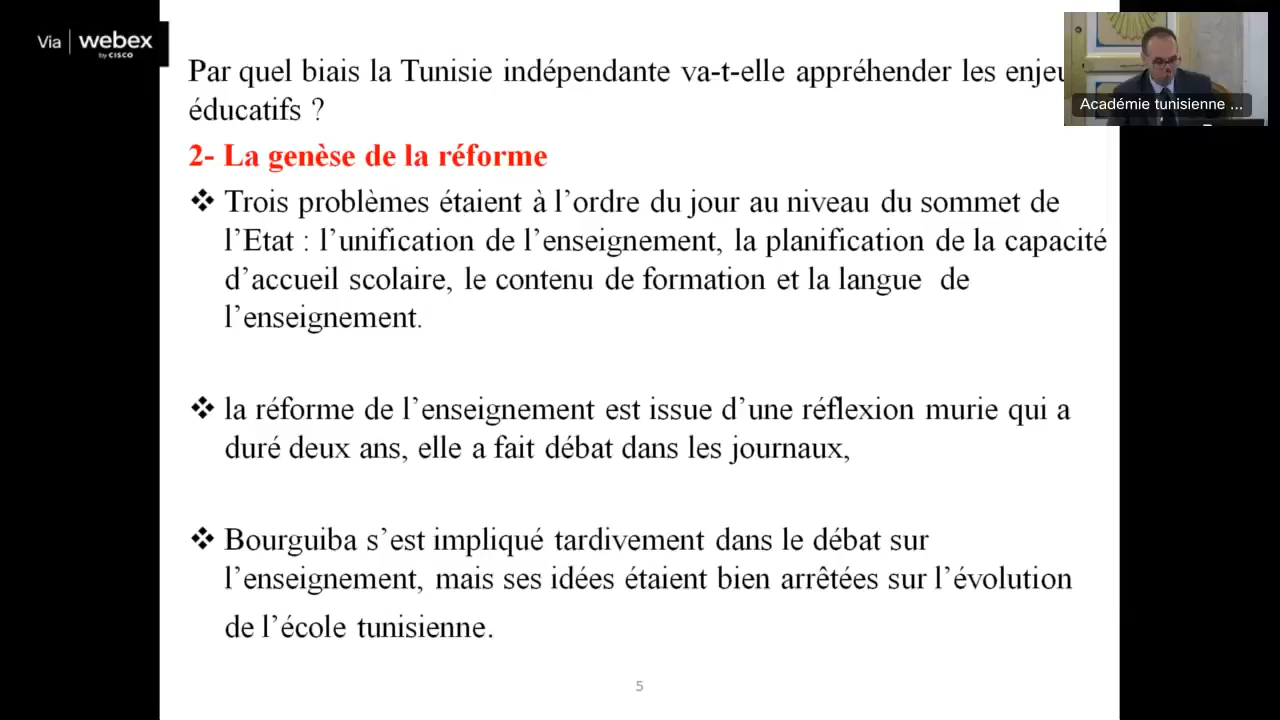 Via webex
by CISCO
Par quel biais la Tunisie indépendante va-t-elle appréhender les
éducatifs ?
2- La genèse de la réforme
❖ Trois problèmes étaient à l’ordre du jour au niveau du sommet de
l’Etat : l’unification de l’enseignement, la planification de la capacité
d’accueil scolaire, le contenu de formation et la langue de
l’enseignement.
❖ la réforme de l’enseignement est issue d’une réflexion murie qui a
duré deux ans, elle a fait débat dans les journaux,
❖ Bourguiba s’est impliqué tardivement dans le débat sur
l’enseignement, mais ses idées étaient bien arrêtées sur l’évolution
de l’école tunisienne.
5
Académie tunisienne ...